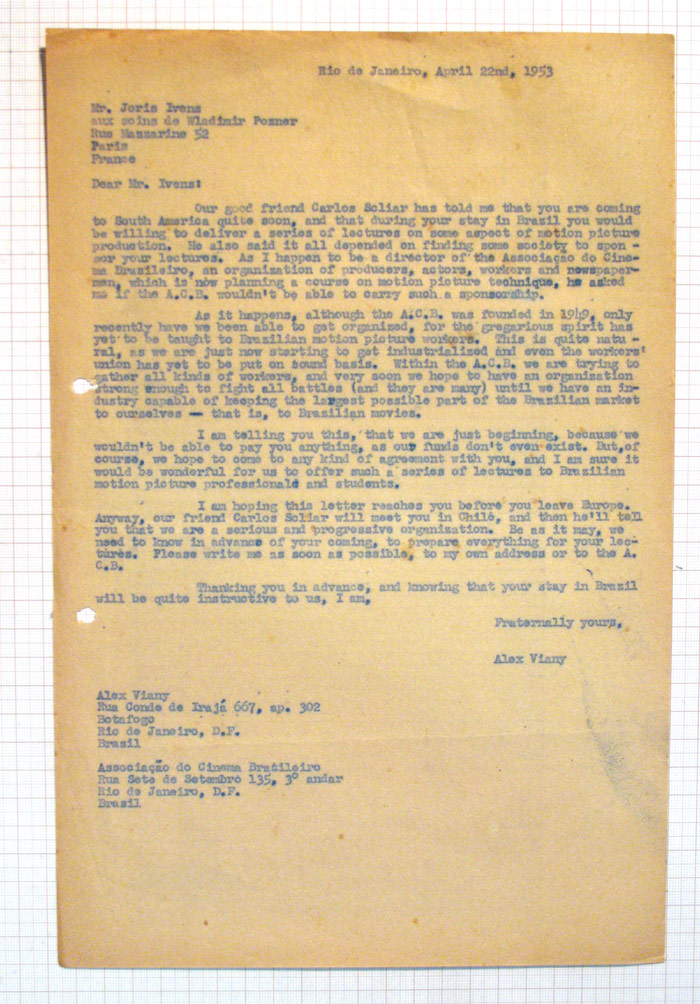 Rio de Janeiro, April 22nd, 1953
Mr. Joris Ivens
aux soins de Wladimir Pozner
Rue Mazzarine 52
Paris
France
Dear Mr. Ivens:
Our good friend Carlos Scliar has told me that you are coming
to South America quite soon, and that during your stay in Brazil you would
be willing to deliver a series of lectures on some aspect of motion picture
production. He also said it all depended on finding some society to spon -
sor your lectures. As I happen to be a director of the Associação do Cine-
ma Brasileiro, an organization of producers, actors, workers and newspaper-
men, which is now planning a course on motion picture technique, he asked
me if the A.C.B. wouldn't be able to carry such a sponsorship.
As it happens, although the A.C.B. was founded in 1949, only
recently have we been able to get organized, for the gregarious spirit has
yet to be taught to Brazilian motion picture workers. This is quite natu -
ral, as we are just now starting to get industrialized and even the workers'
union has yet to be put on sound basis. Within the A.C.B. we are trying to
gather all kinds of workers, and very soon we hope to have an organization
strong enough to fight all battles (and they are many) until we have an in-
dustry capable of keeping the largest possible part of the Brazilian market
to ourselves — that is, to Brazilian movies.
I am telling you this, that we are just beginning, because we
wouldn't be able to pay you anything, as our funds don't even exist. But,of
course, we hope to come to any kind of agreement with you, and I am sure it
would be wonderful for us to offer such a series of lectures to Brazilian
motion picture professionals and students.
I am hoping this letter reaches you before you leave Europe.
Anyway, our friend Carlos Scliar will meet you in Chile, and then he'll tell
you that we are a serious and progressive organization. Be as it may, we
need to know in advance of your coming, to prepare everything for your lec-
tures. Please write me as soon as possible, to my own address or to the A.
C.B.
Thanking you in advance, and knowing that your stay in Brazil
will be quite instructive to us, I am,
Fraternally yours,
Alex Viany
Alex Viany
Rua Conde de Irajá 667, ap. 302
Botafogo
Rio de Janeiro, D.F.
Brasil
Associação do Cinema Brasileiro
Rua Sete de Setembro 135, 3º andar
Rio de Janeiro, D.F.
Brasil